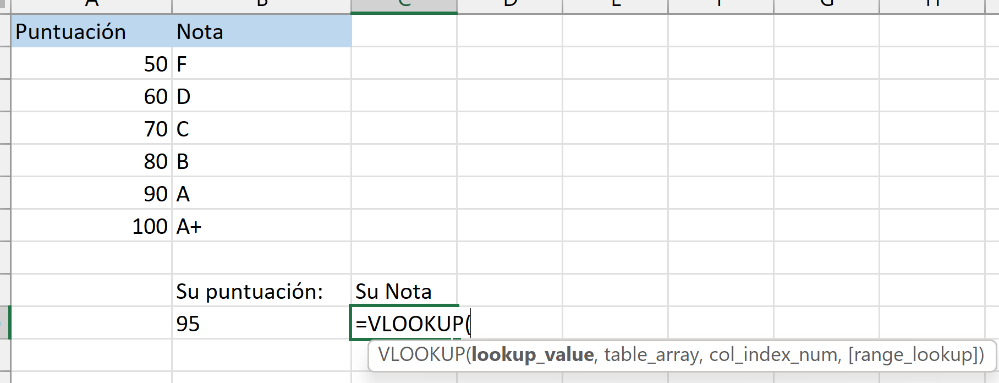 A B C D E F G H
Puntuación Nota
50 F
60 D
70 C
80 B
90 A
100 A+
Su puntuación: Su Nota
95 =VLOOKUP(
VLOOKUP(lookup_value, table_array, col_index_num, [range_lookup])